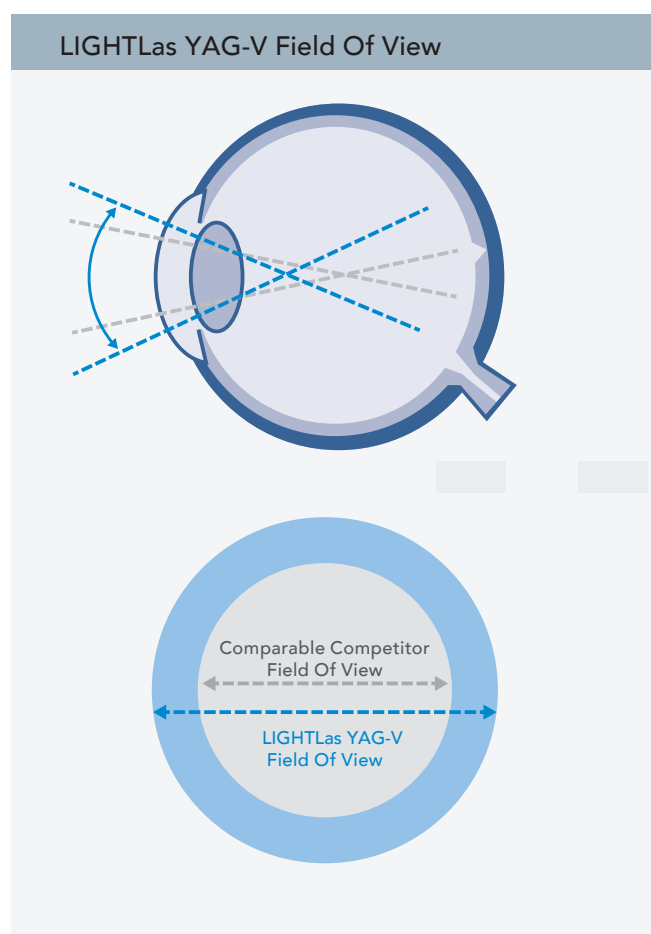 LIGHTLas YAG-V Field Of View
Comparable Competitor
Field Of View
LIGHTLas YAG-V
Field Of View